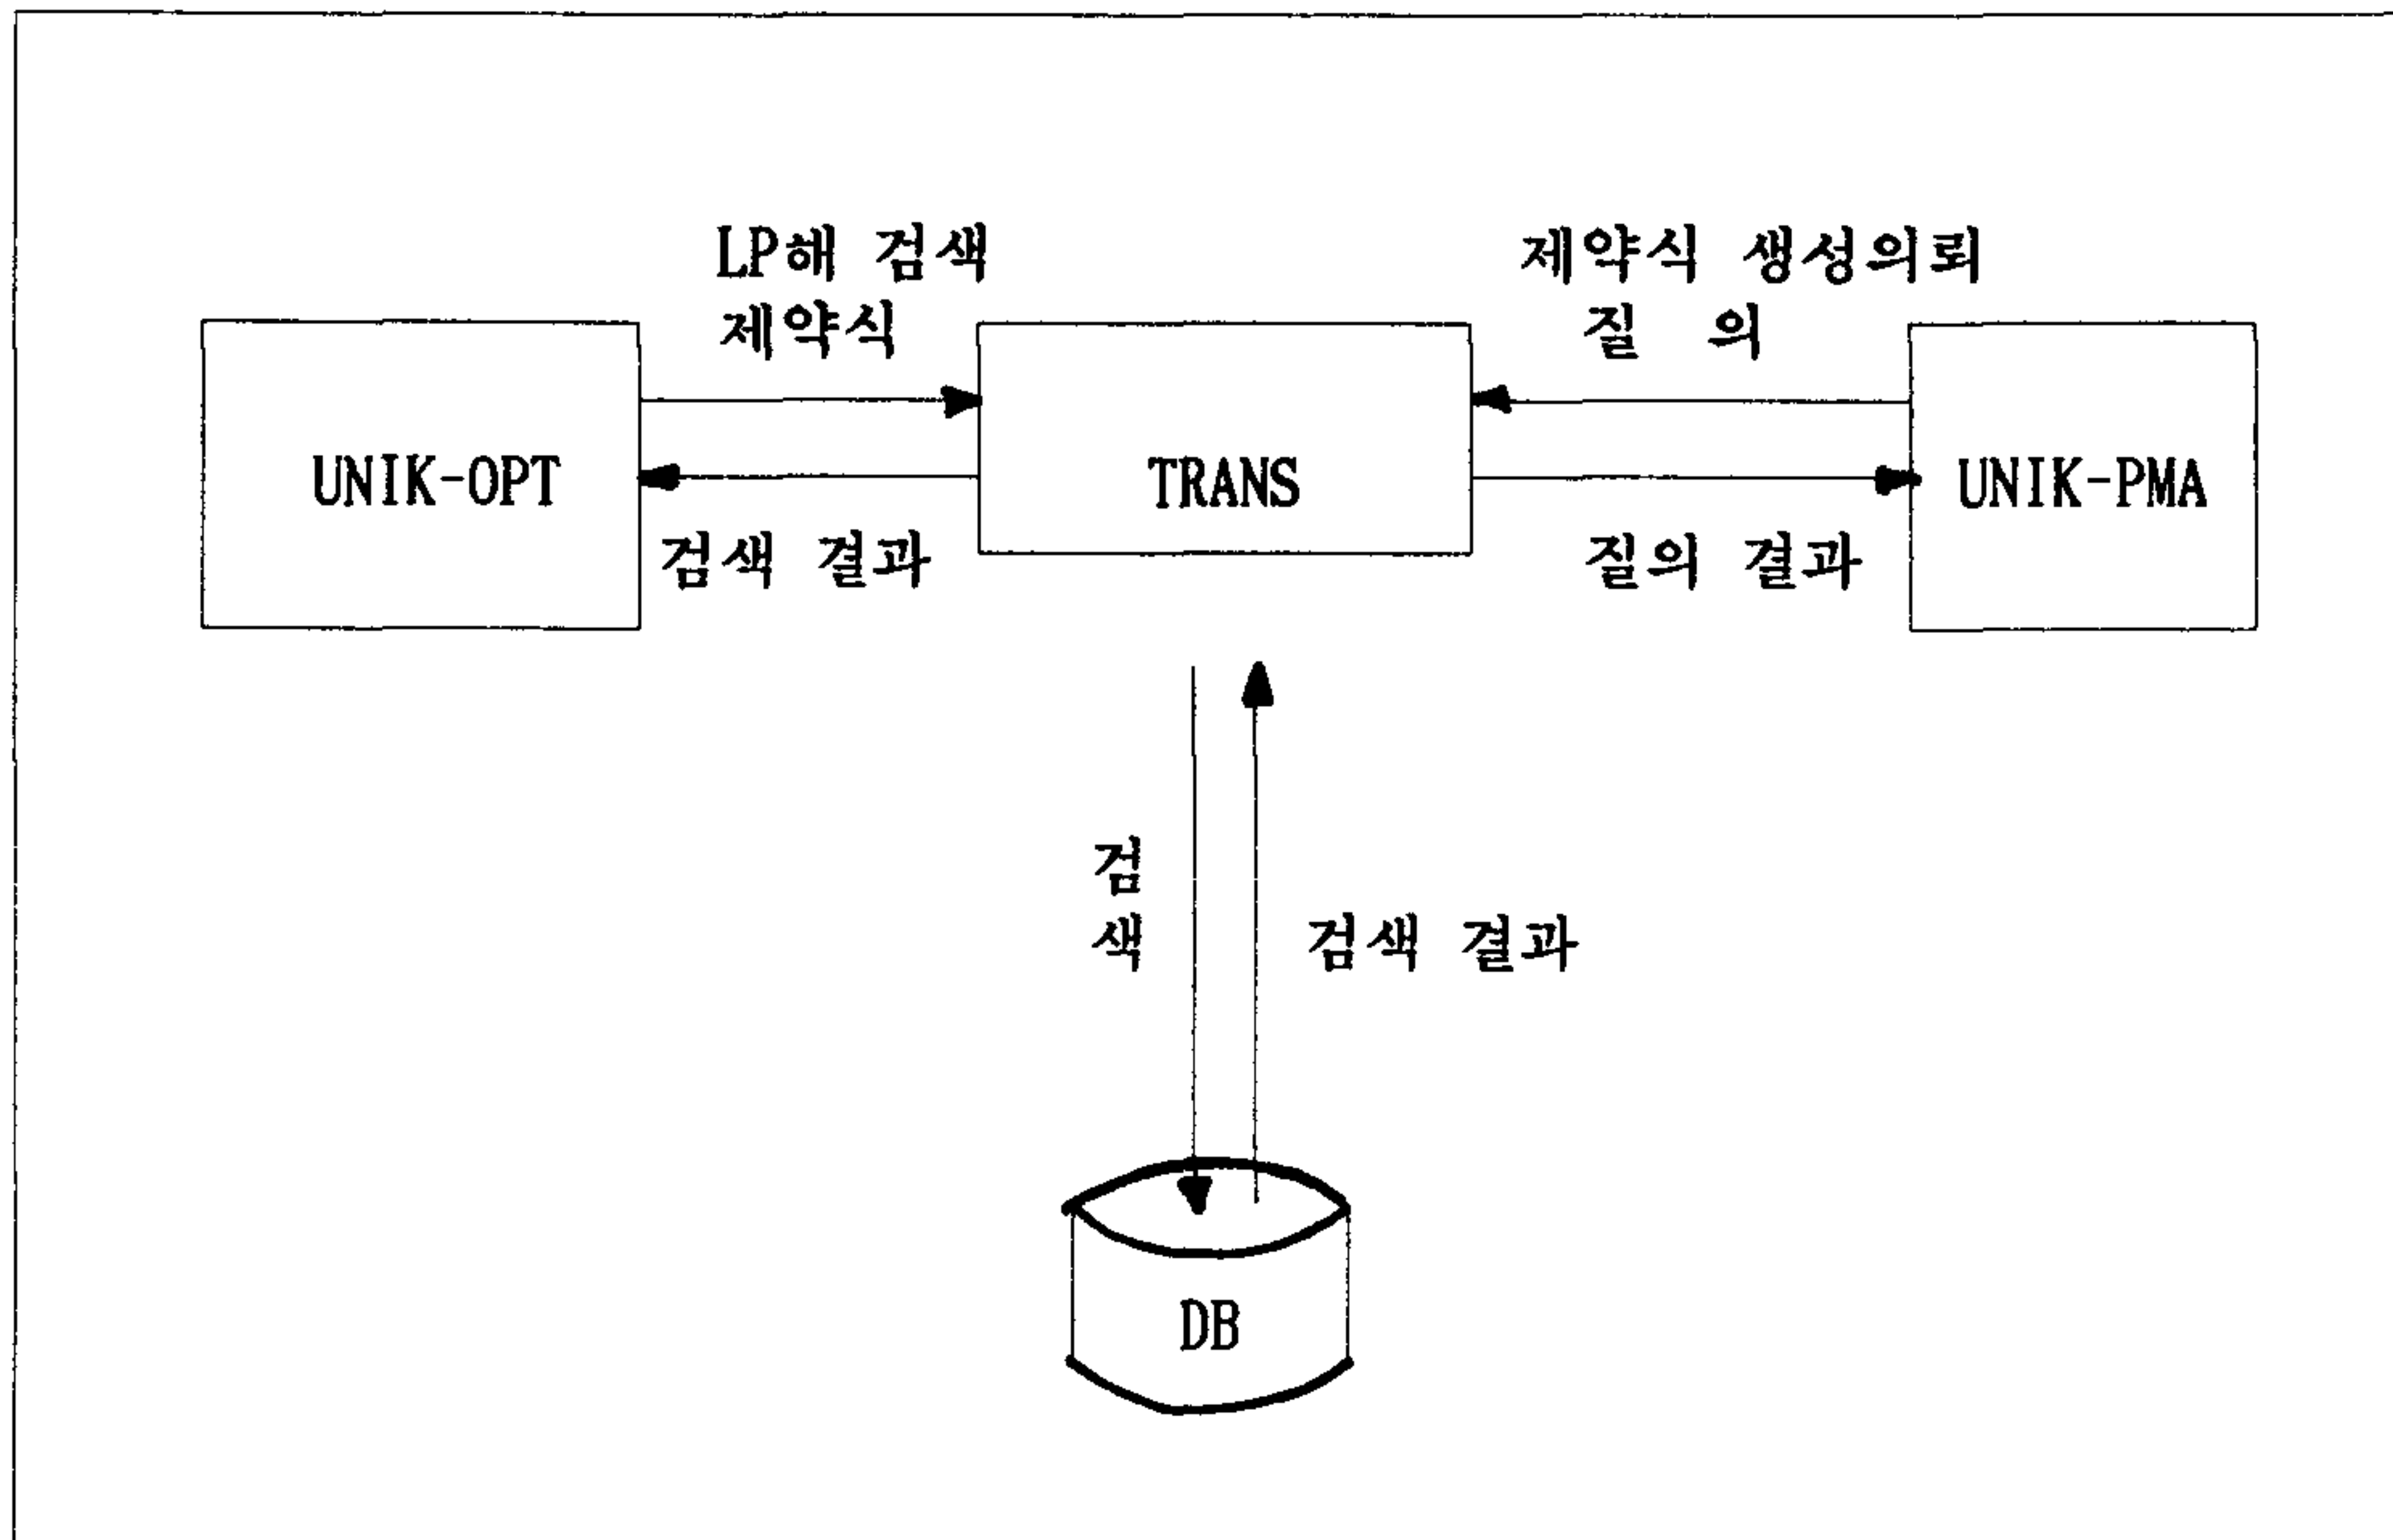 LP해 검색
제약식
제약식 생성의뢰
질 의
UNIK-OPT
TRANS
UNIK-PMA
검색 결과
질의 결과
검
색
검색 결과
DB